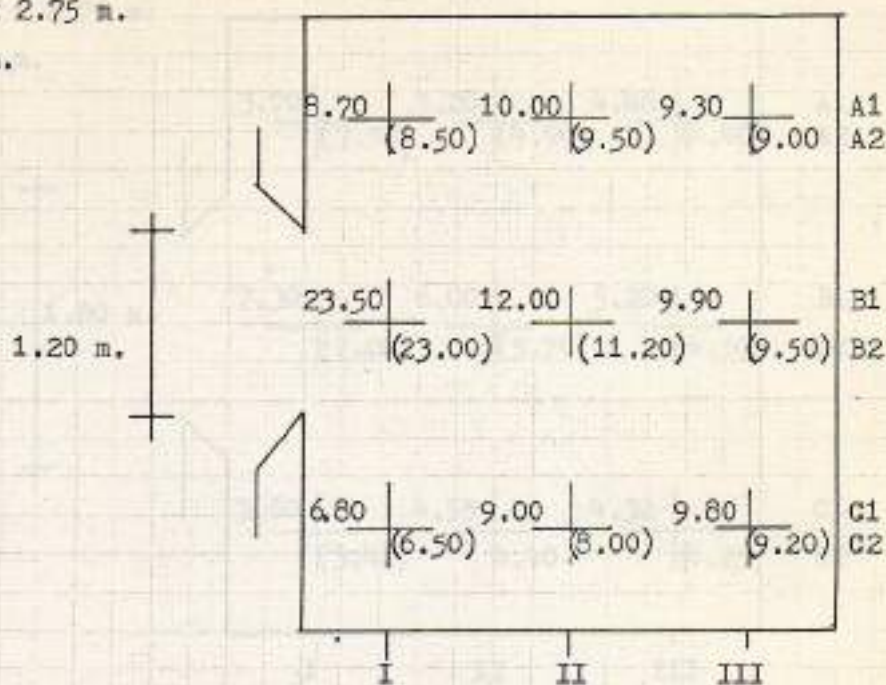 2.75 m.
m.
8.70 10.00 9.30 A1
(8.50) (9.50) (9.00 A2
23.50 12.00 9.90 B1
1.20 m. (23.00) (11.20) (9.50) B2
6.80 9.00 9.80 C1
(6.50) (8.00) (9.20) C2
I II III